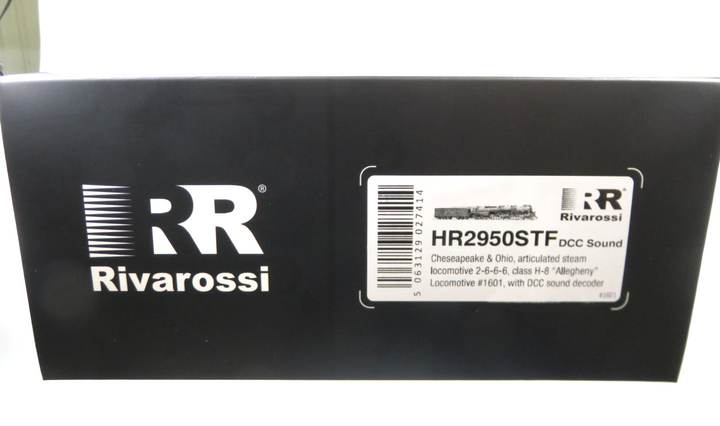 RR®
Rivarossi
5 063129 027414
RR®
Rivarossi
HR2950STF DCC Sound
Cheseapeake & Ohio, articulated steam
locomotive 2-6-6-6, class H-8 "Allegheny"
Locomotive #1601, with DCC sound decoder